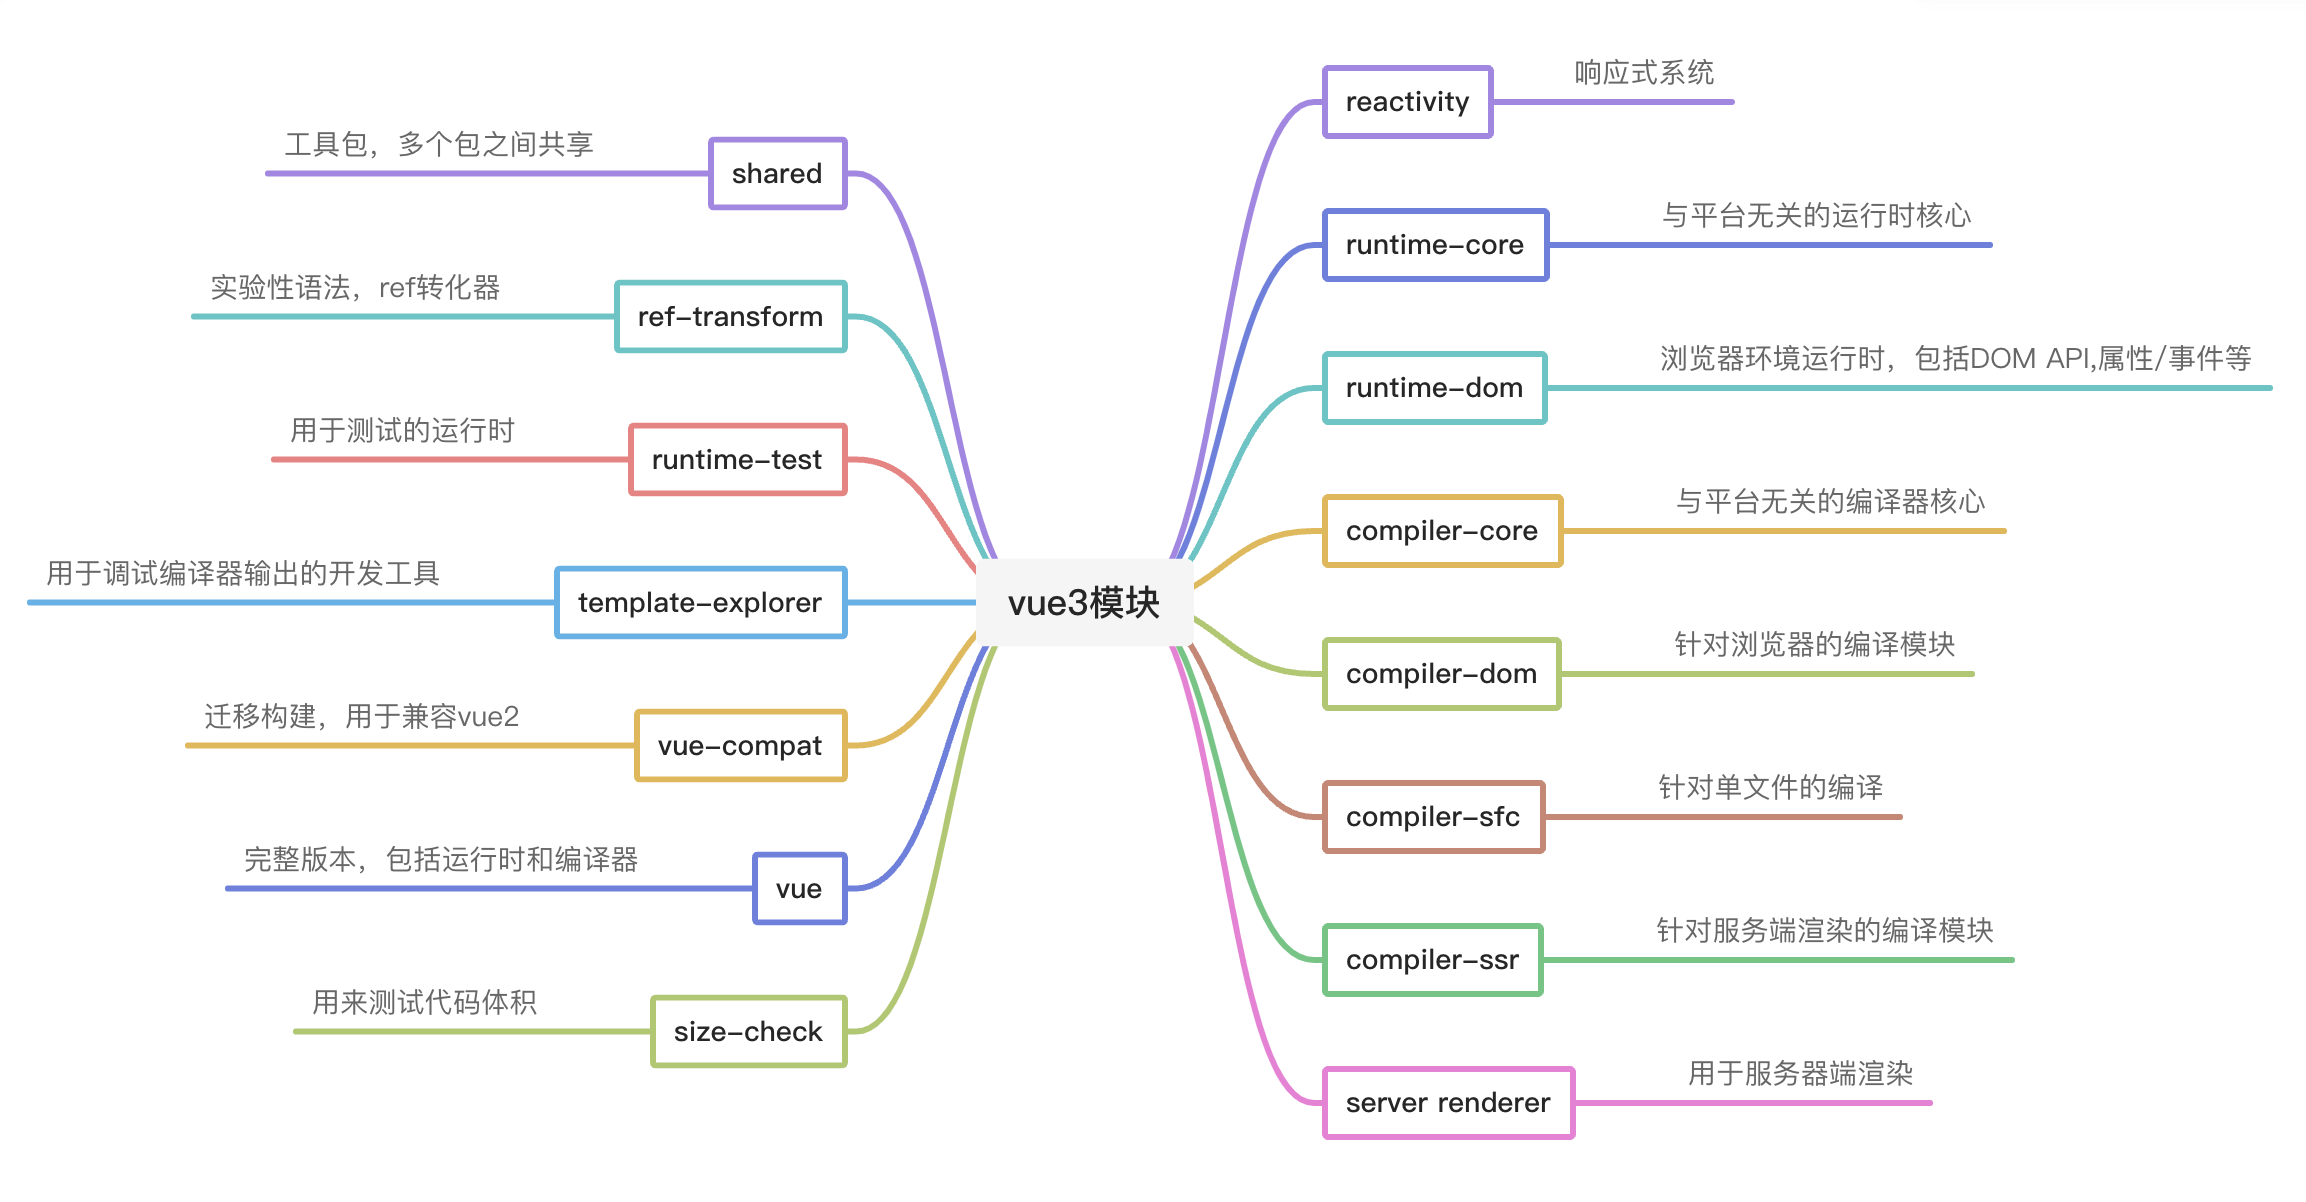 vue3模块
reactivity
响应式系统
runtime-core
与平台无关的运行时核心
runtime-dom
浏览器环境运行时，包括DOM API,属性/事件等
compiler-core
与平台无关的编译器核心
compiler-dom
针对浏览器的编译模块
compiler-sfc
针对单文件的编译
compiler-ssr
针对服务端渲染的编译模块
server renderer
用于服务器端渲染
shared
工具包，多个包之间共享
ref-transform
实验性语法，ref转化器
runtime-test
用于测试的运行时
template-explorer
用于调试编译器输出的开发工具
vue-compat
迁移构建，用于兼容vue2
vue
完整版本，包括运行时和编译器
size-check
用来测试代码体积